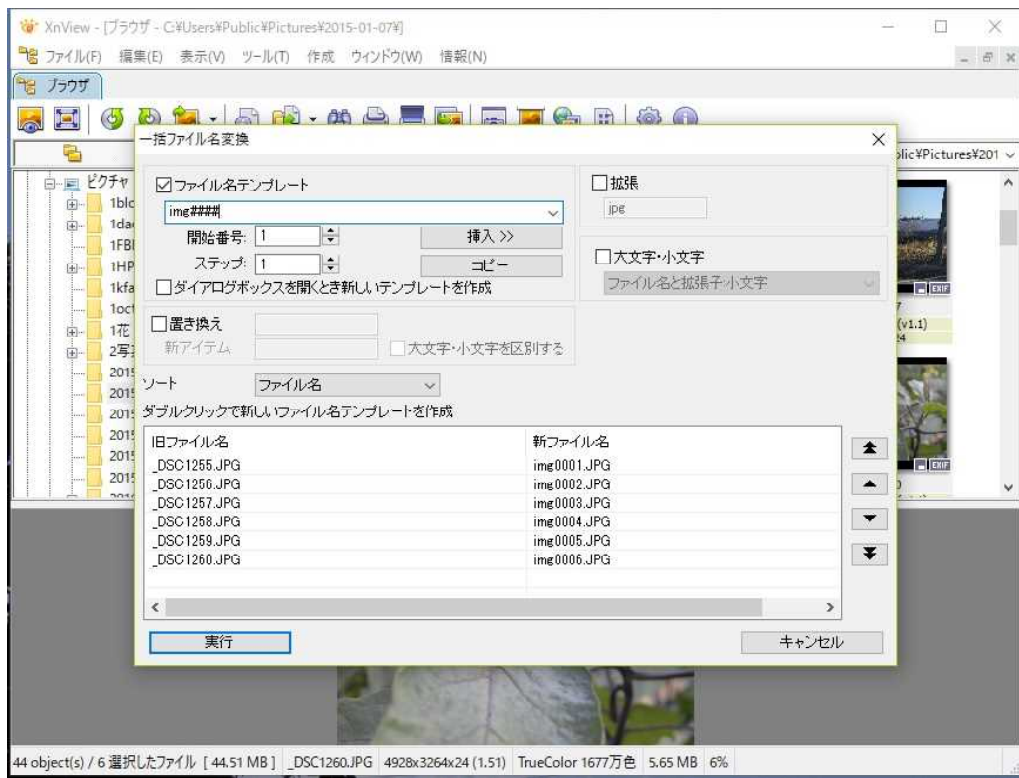 XnView - [ブラウザ - C:¥Users¥Public¥Pictures¥2015-01-07¥]
ファイル(F) 編集(E) 表示(V) ツール(T) 作成 ウィンドウ(W) 情報(N)
ブラウザ
一括ファイル名変換
blic¥Pictures¥201
ピクチャ
☑ファイル名テンプレート
□拡張
img####
jpg
開始番号: 1
挿入 >>
ステップ: 1
コピー
□大文字・小文字
ファイル名と拡張子:小文字
□ダイアログボックスを開くとき新しいテンプレートを作成
□置き換え
新アイテム
□大文字・小文字を区別する
(v1.1)
EXIF
ソート
ファイル名
ダブルクリックで新しいファイル名テンプレートを作成
旧ファイル名 新ファイル名
_DSC1255.JPG img0001.JPG
_DSC1256.JPG img0002.JPG
_DSC1257.JPG img0003.JPG
_DSC1258.JPG img0004.JPG
_DSC1259.JPG img0005.JPG
_DSC1260.JPG img0006.JPG
EXIF
実行
キャンセル
44 object(s) / 6 選択したファイル [ 44.51 MB ] _DSC1260.JPG 4928x3264x24 (1.51) TrueColor 1677万色 5.65 MB 6%